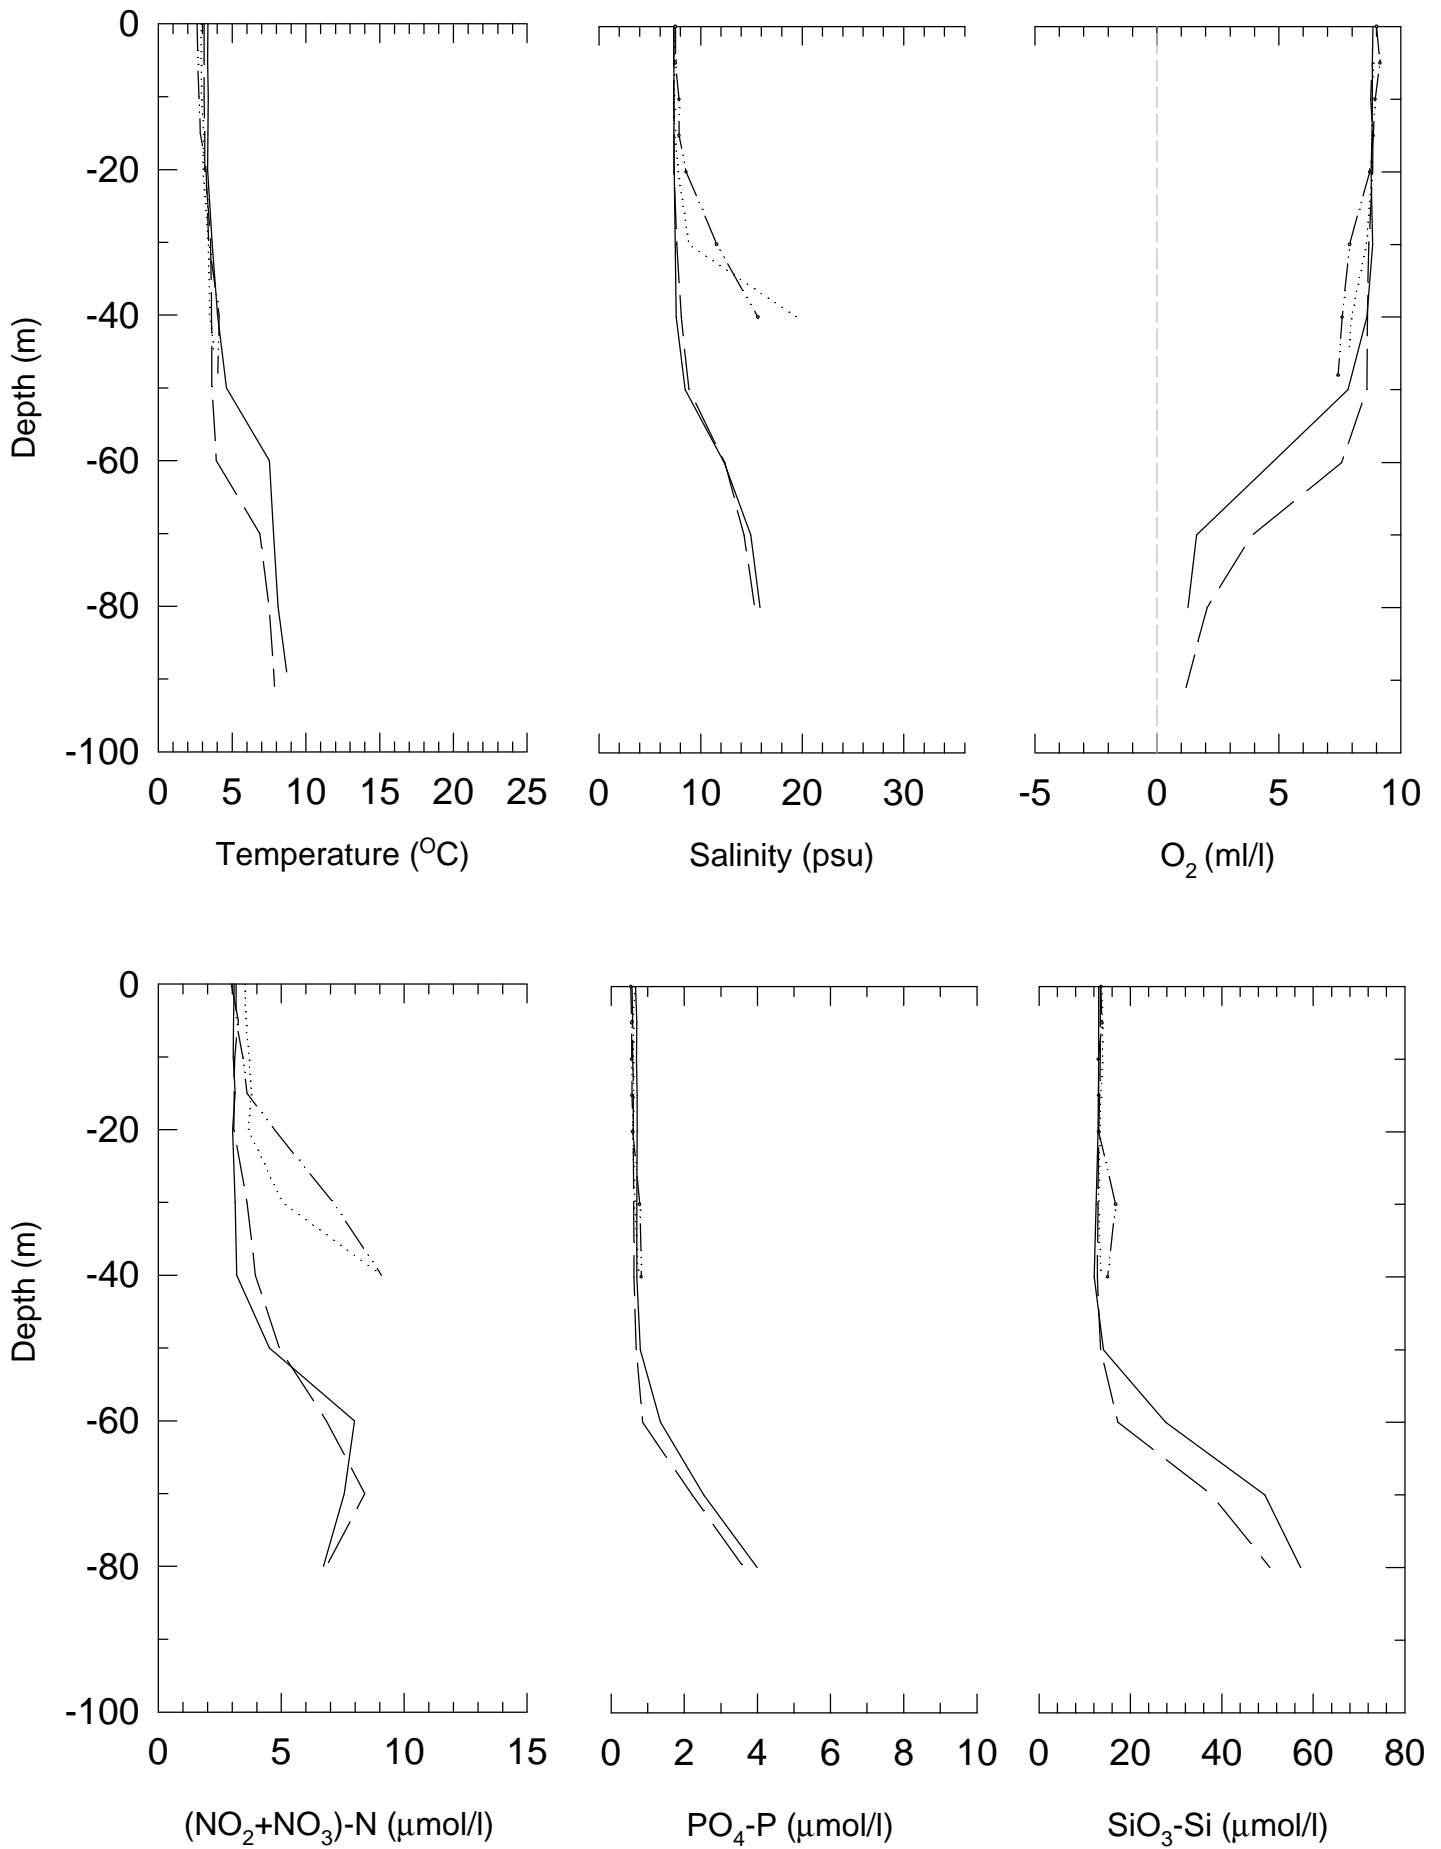 0
-20
-40
-60
-80
-100
Depth (m)
0 5 10 15 20 25
Temperature (°C)
0 10 20 30
Salinity (psu)
-5 0 5 10
O₂ (ml/l)
0
-20
-40
-60
-80
-100
Depth (m)
0 5 10 15
(NO₂+NO₃)-N (μmol/l)
0 2 4 6 8 10
PO₄-P (μmol/l)
0 20 40 60 80
SiO₃-Si (μmol/l)